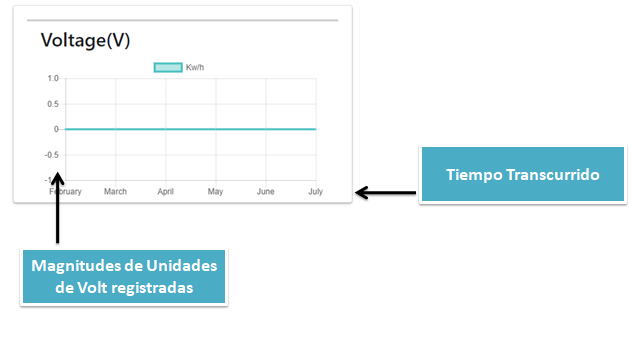 Voltage(V)
Kw/h
1.0
0.5
0
-0.5
-1
February March April May June July
Tiempo Transcurrido
Magnitudes de Unidades
de Volt registradas